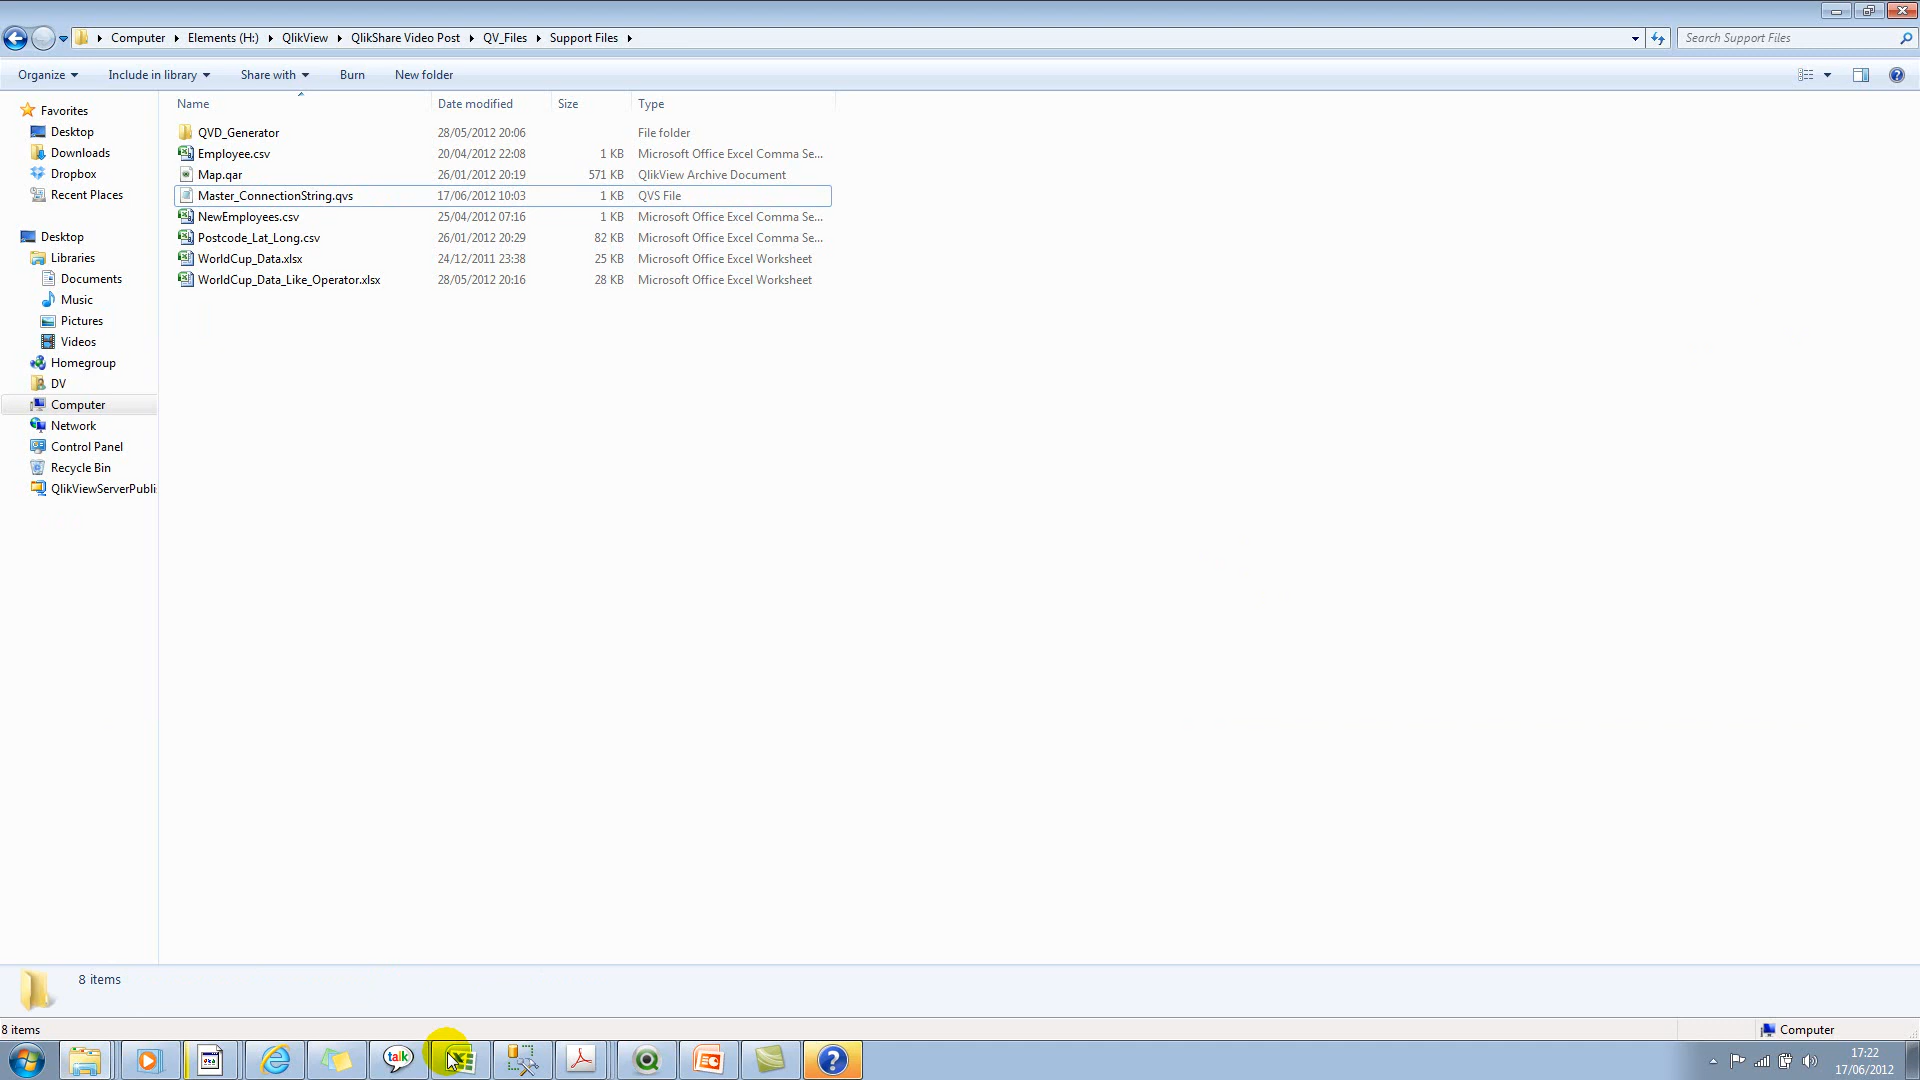 Computer Elements (H:) QlikView QlikShare Video Post QV_Files Support Files
Search Support Files
Organize Include in library Share with Burn New folder
Name Date modified Size Type
QVD_Generator 28/05/2012 20:06 File folder
Employee.csv 20/04/2012 22:08 1 KB Microsoft Office Excel Comma Se...
Map.qar 26/01/2012 20:19 571 KB QlikView Archive Document
Master_ConnectionString.qvs 17/06/2012 10:03 1 KB QVS File
NewEmployees.csv 25/04/2012 07:16 1 KB Microsoft Office Excel Comma Se...
Postcode_Lat_Long.csv 26/01/2012 20:29 82 KB Microsoft Office Excel Comma Se...
WorldCup_Data.xlsx 24/12/2011 23:38 25 KB Microsoft Office Excel Worksheet
WorldCup_Data_Like_Operator.xlsx 28/05/2012 20:16 28 KB Microsoft Office Excel Worksheet
Favorites
Desktop
Downloads
Dropbox
Recent Places
Desktop
Libraries
Documents
Music
Pictures
Videos
Homegroup
DV
Computer
Network
Control Panel
Recycle Bin
QlikViewServerPubli
8 items
8 items
Computer
talk
17:22
17/06/2012